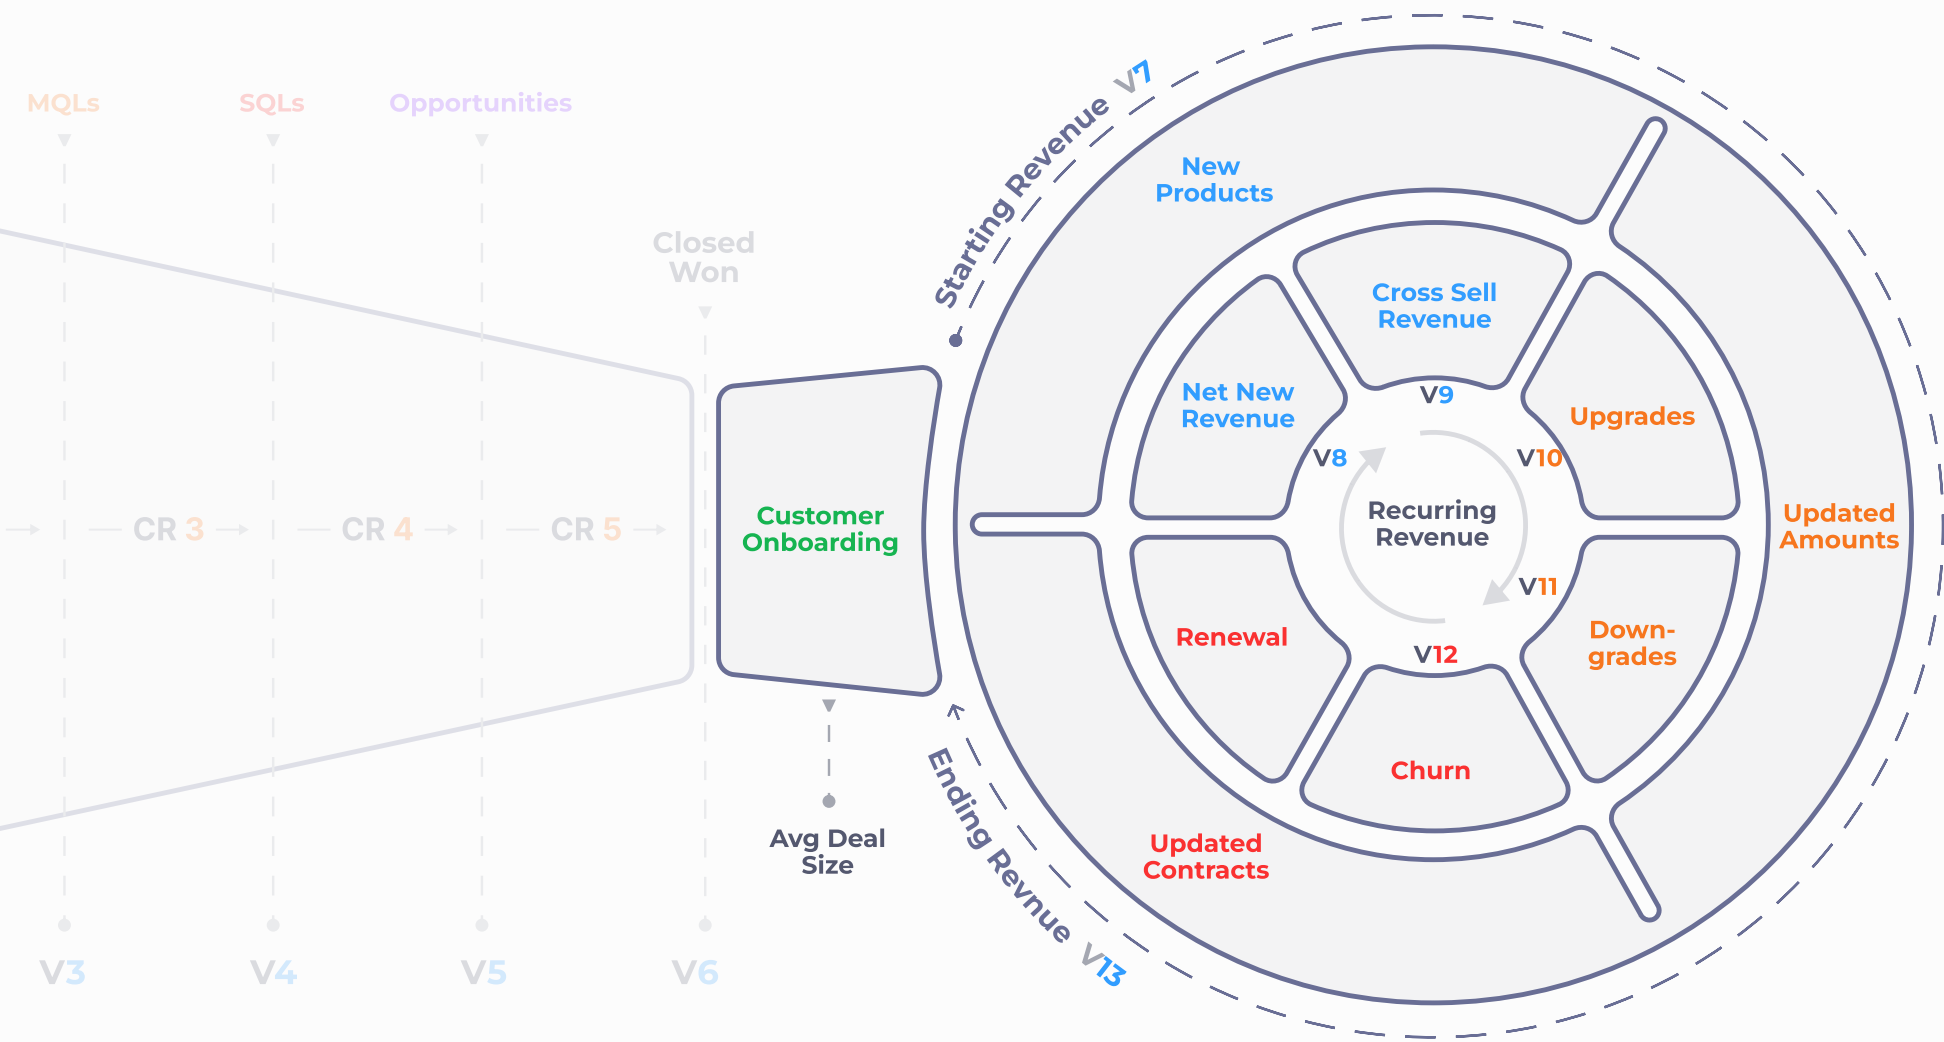 MQLs
SQLs
Opportunities
Closed
Won
CR 3
CR 4
CR 5
V3
V4
V5
V6
Customer
Onboarding
Avg Deal
Size
Starting Revenue V7
New
Products
Cross Sell
Revenue
Net New
Revenue
Upgrades
V9
V8
V10
Recurring
Revenue
Updated
Amounts
V11
V12
Renewal
Down-
grades
Churn
Updated
Contracts
Ending Revnue V13